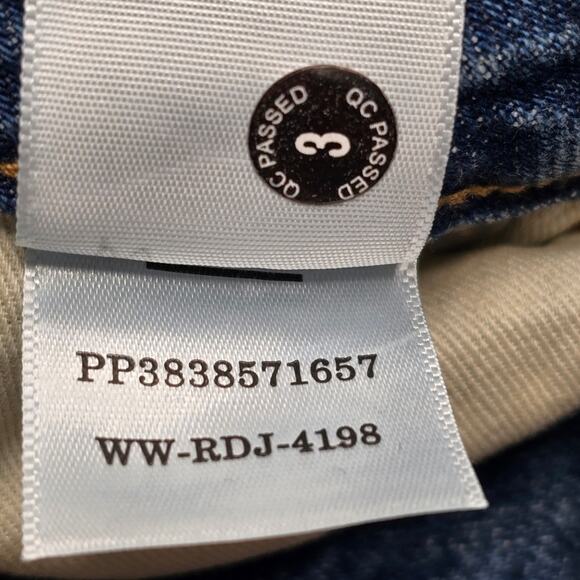 QC PASSED
3
QC PASSED
PP3838571657
WW-RDJ-4198